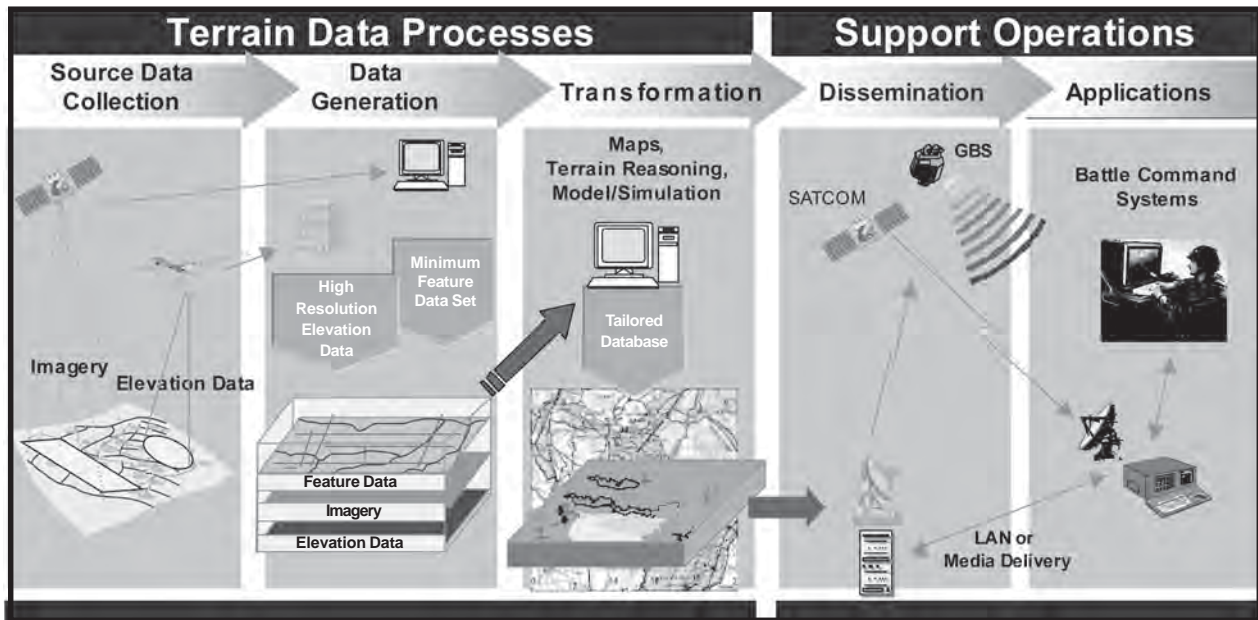 Terrain Data Processes
Support Operations
Source Data
Collection
Data
Generation
Transformation
Dissemination
Applications
Imagery
Elevation Data
High
Resolution
Elevation
Data
Minimum
Feature
Data Set
Feature Data
Imagery
Elevation Data
Maps,
Terrain Reasoning,
Model/Simulation
Tailored
Database
SATCOM
GBS
LAN or
Media Delivery
Battle Command
Systems